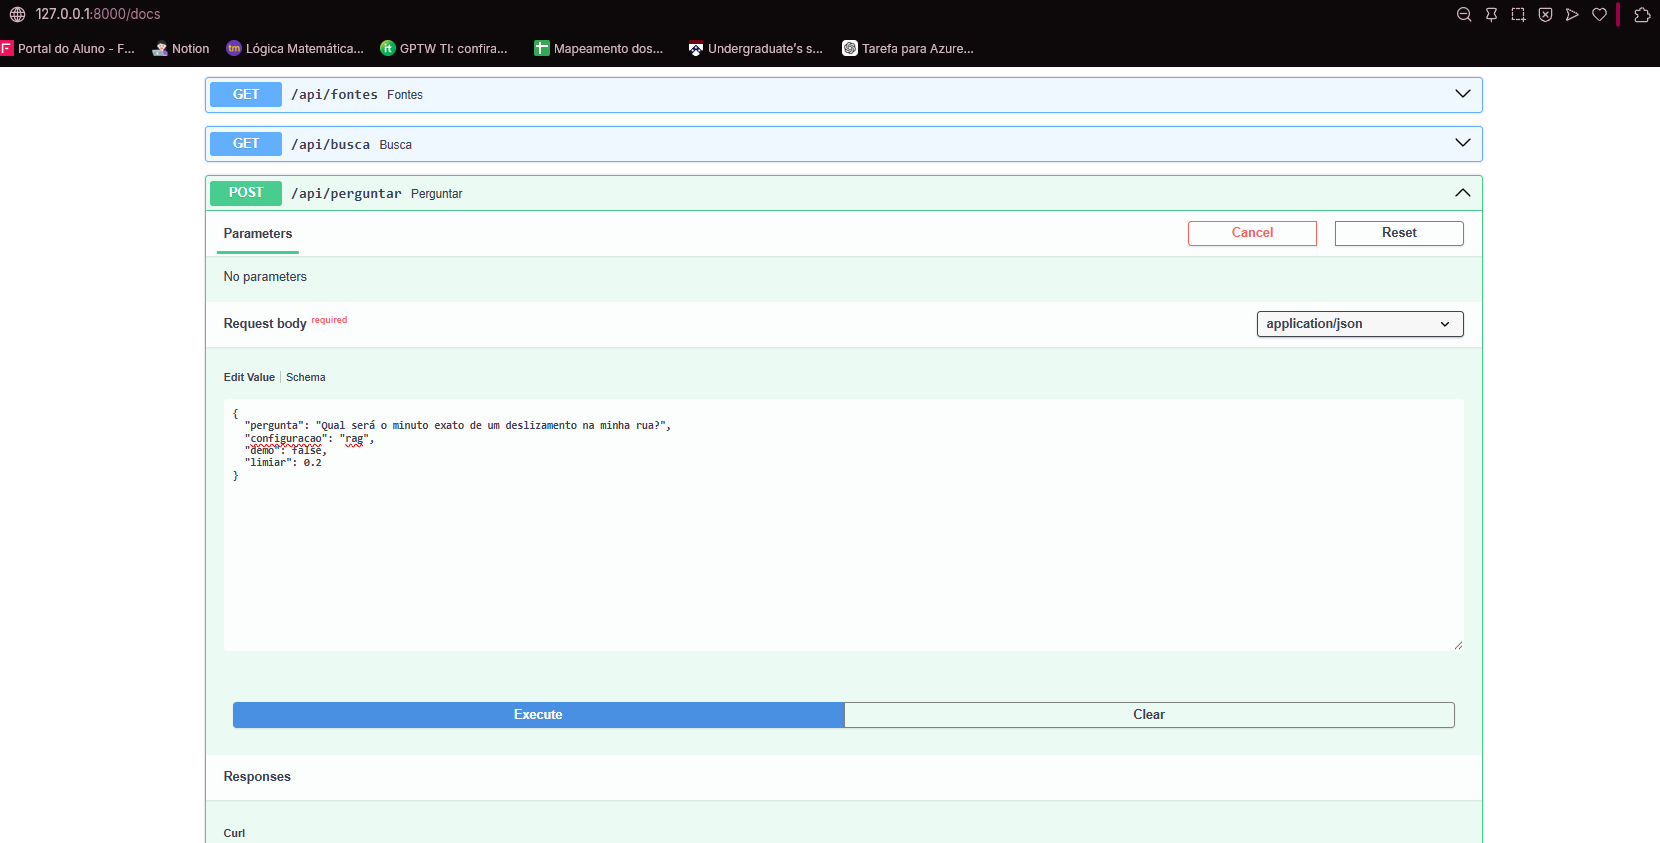 127.0.0.1:8000/docs
Portal do Aluno - F...
Notion
tm
Lógica Matemática...
it
GPTW TI: confira...
Mapeamento dos...
Undergraduate's s...
Tarefa para Azure...
GET /api/fontes Fontes
GET /api/busca Busca
POST /api/perguntar Perguntar
Parameters
Cancel
Reset
No parameters
Request body required
application/json
Edit Value | Schema
{
"pergunta": "Qual será o minuto exato de um deslizamento na minha rua?",
"configuracao": "rag",
"demo": false,
"limiar": 0.2
}
Execute
Clear
Responses
Curl